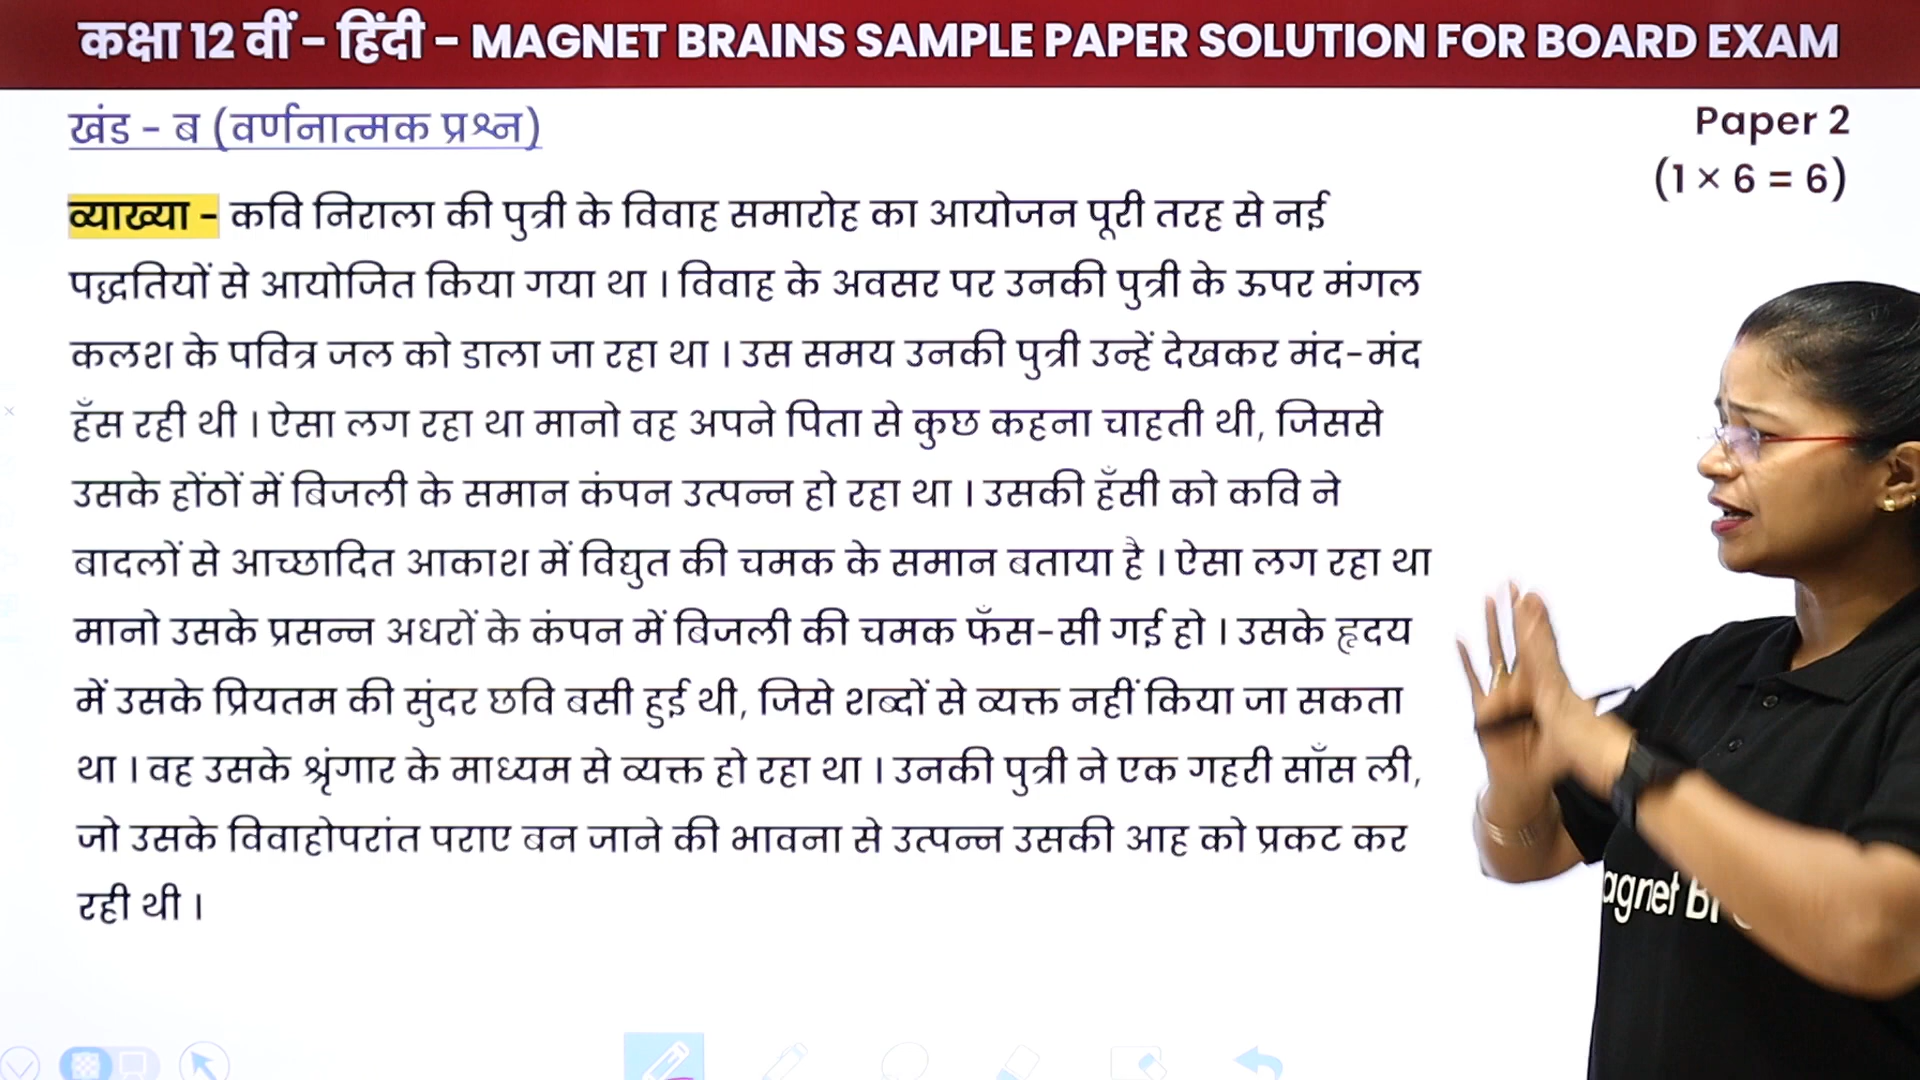 कक्षा 12 वीं - हिंदी - MAGNET BRAINS SAMPLE PAPER SOLUTION FOR BOARD EXAM
खंड - ब (वर्णनात्मक प्रश्न)
Paper 2
(1 × 6 = 6)
व्याख्या - कवि निराला की पुत्री के विवाह समारोह का आयोजन पूरी तरह से नई
पद्धतियों से आयोजित किया गया था । विवाह के अवसर पर उनकी पुत्री के ऊपर मंगल
कलश के पवित्र जल को डाला जा रहा था । उस समय उनकी पुत्री उन्हें देखकर मंद-मंद
हँस रही थी । ऐसा लग रहा था मानो वह अपने पिता से कुछ कहना चाहती थी, जिससे
उसके होंठों में बिजली के समान कंपन उत्पन्न हो रहा था । उसकी हँसी को कवि ने
बादलों से आच्छादित आकाश में विद्युत की चमक के समान बताया है । ऐसा लग रहा था
मानो उसके प्रसन्न अधरों के कंपन में बिजली की चमक फँस-सी गई हो । उसके हृदय
में उसके प्रियतम की सुंदर छवि बसी हुई थी, जिसे शब्दों से व्यक्त नहीं किया जा सकता
था । वह उसके श्रृंगार के माध्यम से व्यक्त हो रहा था । उनकी पुत्री ने एक गहरी साँस ली,
जो उसके विवाहोपरांत पराए बन जाने की भावना से उत्पन्न उसकी आह को प्रकट कर
रही थी ।